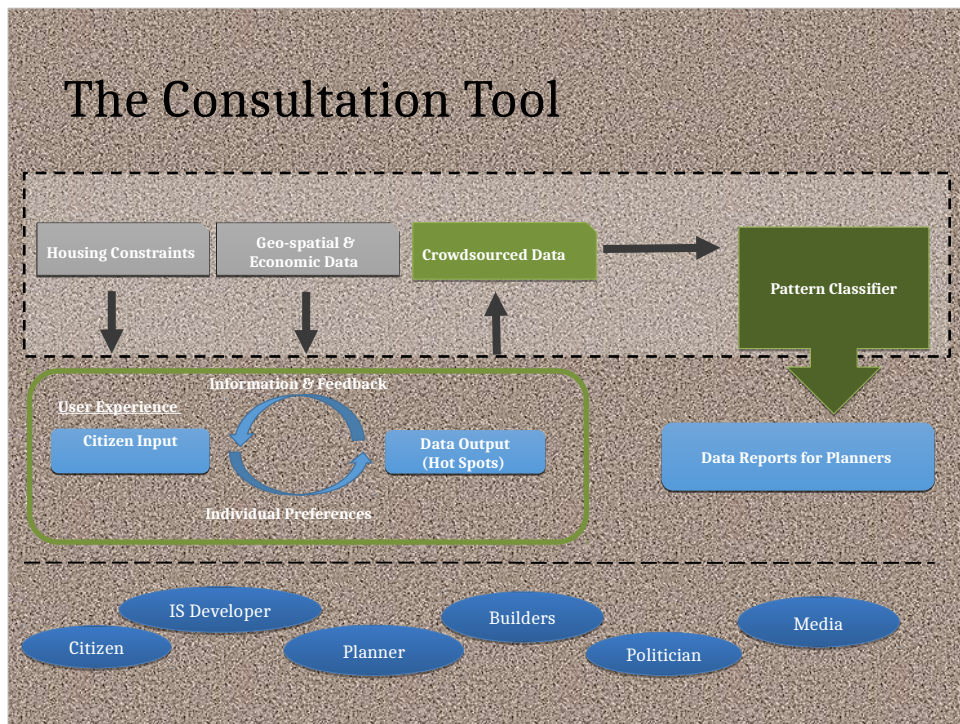 The Consultation Tool
Housing Constraints
Geo-spatial &
Economic Data
Crowdsourced Data
Pattern Classifier
Information & Feedback
User Experience
Citizen Input
Data Output
(Hot Spots)
Data Reports for Planners
Individual Preferences
IS Developer
Builders
Media
Citizen
Planner
Politician